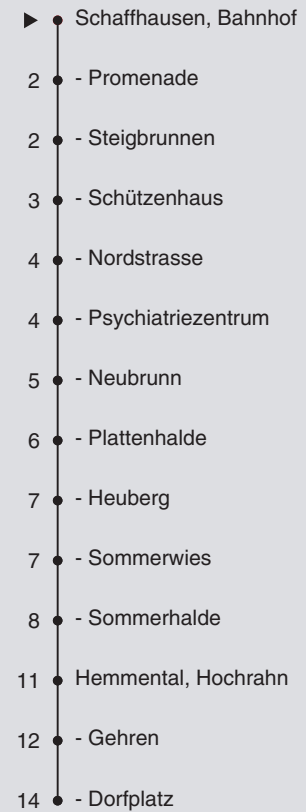 Schaffhausen, Bahnhof
2 - Promenade
2 - Steigbrunnen
3 - Schützenhaus
4 - Nordstrasse
4 - Psychiatriezentrum
5 - Neubrunn
6 - Plattenhalde
7 - Heuberg
7 - Sommerwies
8 - Sommerhalde
11 Hemmental, Hochrahn
12 - Gehren
14 - Dorfplatz